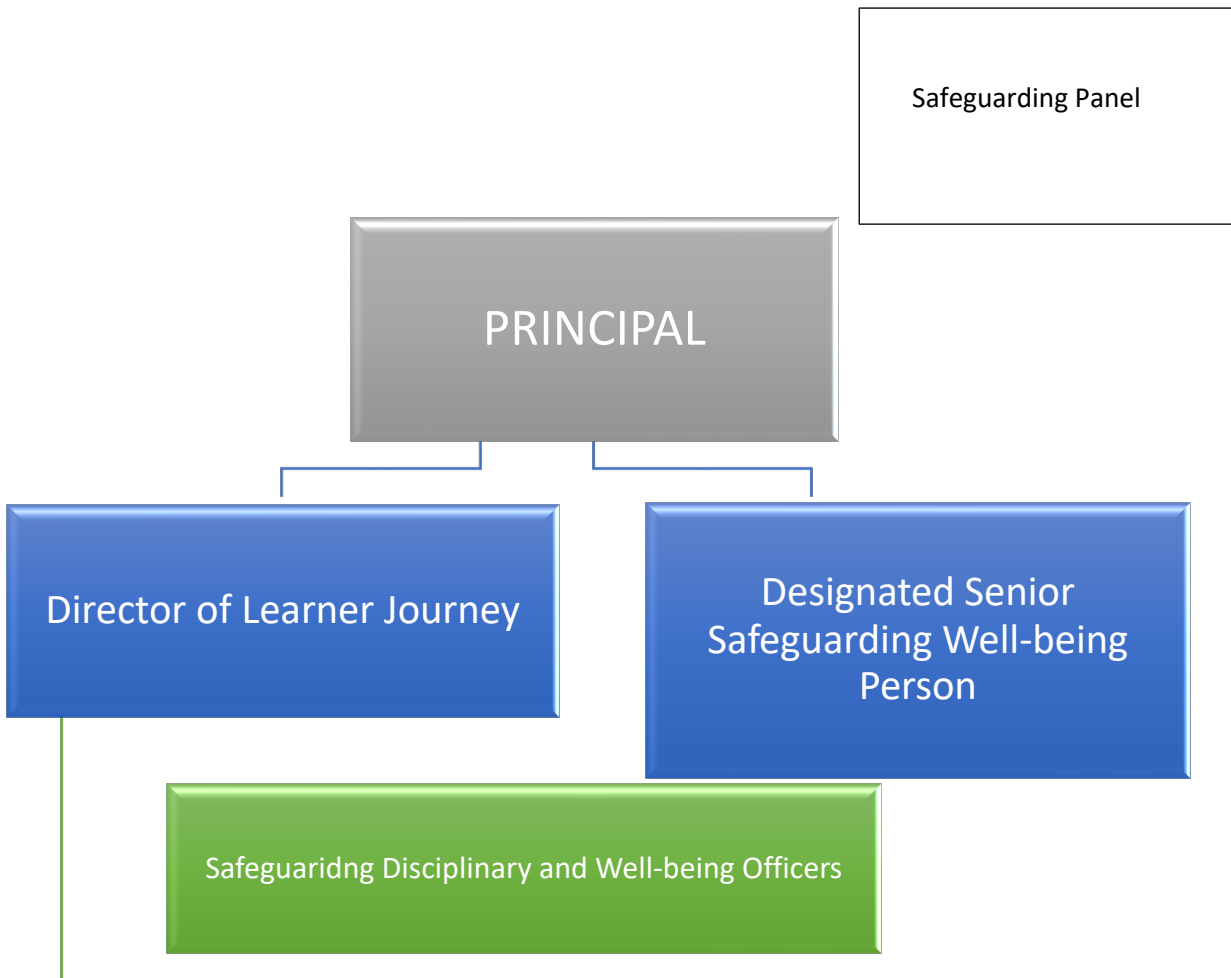 Safeguarding Panel
PRINCIPAL
Director of Learner Journey
Designated Senior
Safeguarding Well-being
Person
Safeguaridng Disciplinary and Well-being Officers